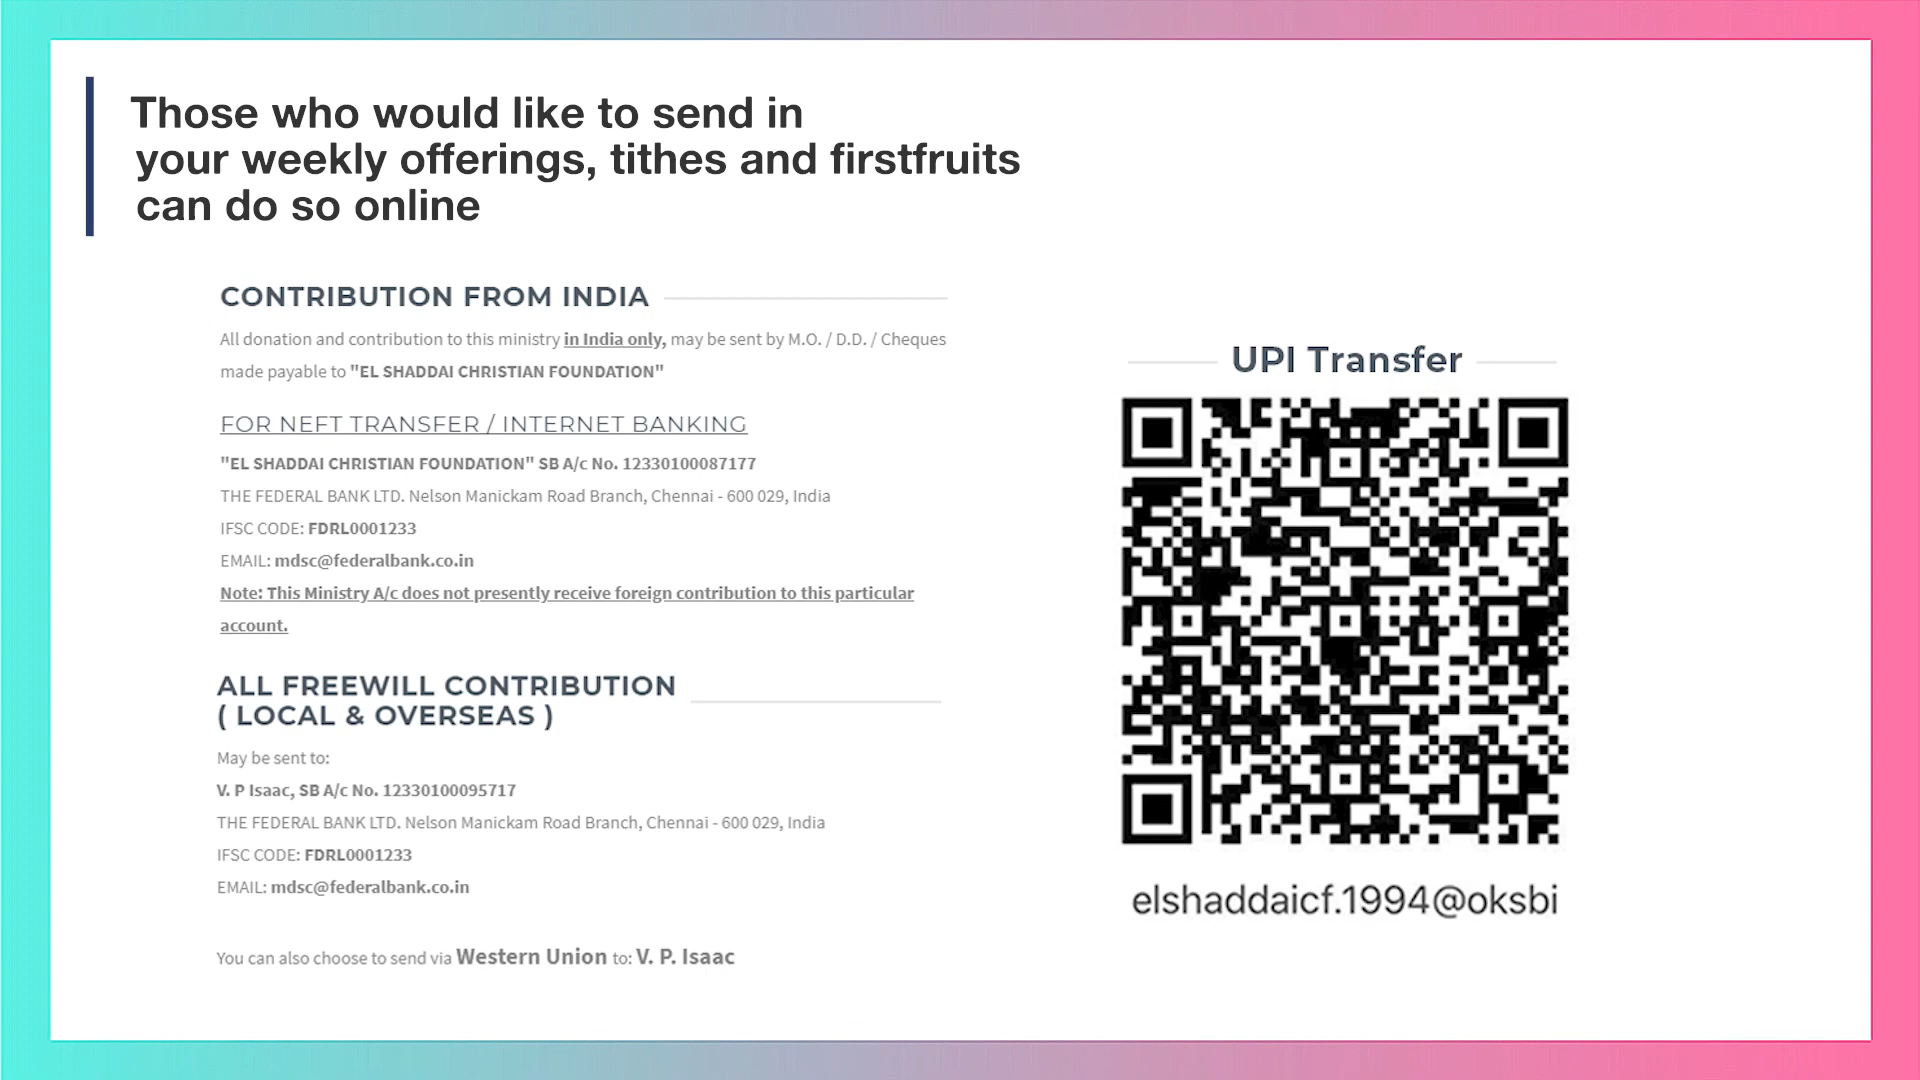 Those who would like to send in
your weekly offerings, tithes and firstfruits
can do so online
CONTRIBUTION FROM INDIA
All donation and contribution to this ministry in India only, may be sent by M.O. / D.D. / Cheques
made payable to "EL SHADDAI CHRISTIAN FOUNDATION"
FOR NEFT TRANSFER / INTERNET BANKING
"EL SHADDAI CHRISTIAN FOUNDATION" SB A/c No. 12330100087177
THE FEDERAL BANK LTD. Nelson Manickam Road Branch, Chennai - 600 029, India
IFSC CODE: FDRL0001233
EMAIL: mdsc@federalbank.co.in
Note: This Ministry A/c does not presently receive foreign contribution to this particular
account.
ALL FREEWILL CONTRIBUTION
( LOCAL & OVERSEAS )
May be sent to:
V. P Isaac, SB A/c No. 12330100095717
THE FEDERAL BANK LTD. Nelson Manickam Road Branch, Chennai - 600 029, India
IFSC CODE: FDRL0001233
EMAIL: mdsc@federalbank.co.in
You can also choose to send via Western Union to: V. P. Isaac
UPI Transfer
elshaddaicf.1994@oksbi